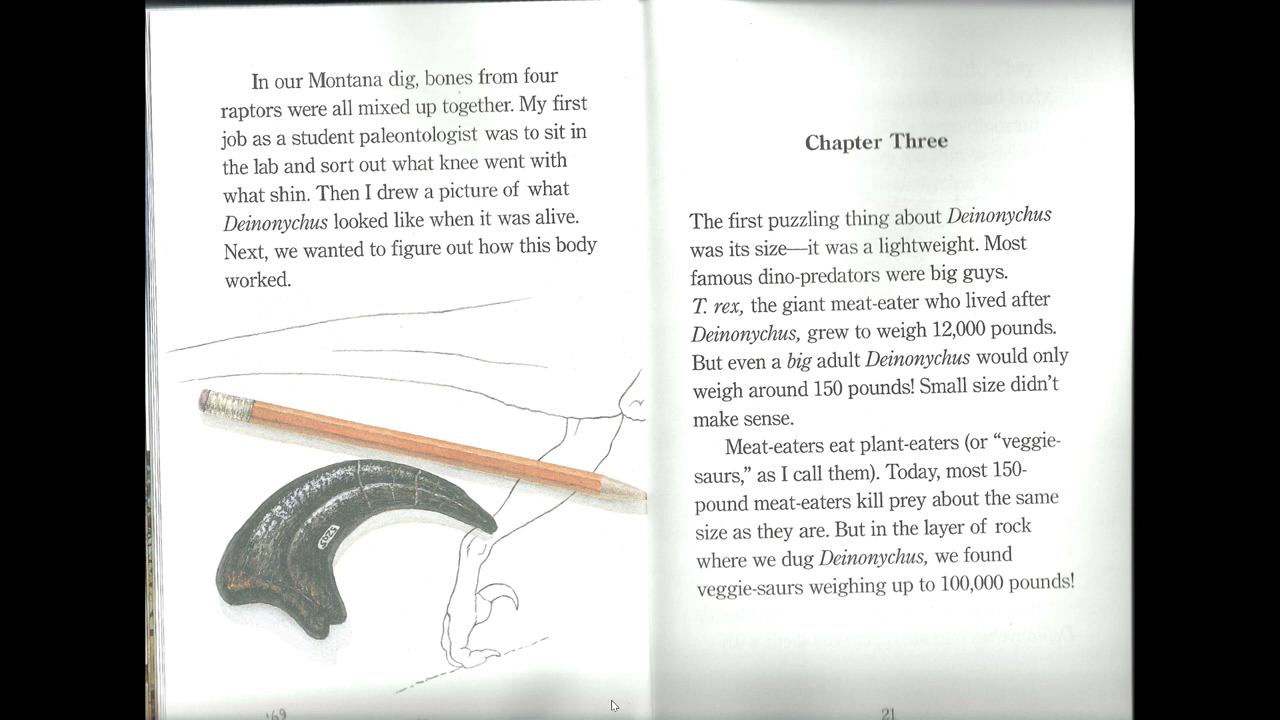 In our Montana dig, bones from four
raptors were all mixed up together. My first
job as a student paleontologist was to sit in
the lab and sort out what knee went with
what shin. Then I drew a picture of what
Deinonychus looked like when it was alive.
Next, we wanted to figure out how this body
worked.
5205
'69
Chapter Three
The first puzzling thing about Deinonychus
was its size—it was a lightweight. Most
famous dino-predators were big guys.
T. rex, the giant meat-eater who lived after
Deinonychus, grew to weigh 12,000 pounds.
But even a big adult Deinonychus would only
weigh around 150 pounds! Small size didn't
make sense.
Meat-eaters eat plant-eaters (or “veggie-
saurs,” as I call them). Today, most 150-
pound meat-eaters kill prey about the same
size as they are. But in the layer of rock
where we dug Deinonychus, we found
veggie-saurs weighing up to 100,000 pounds!
21